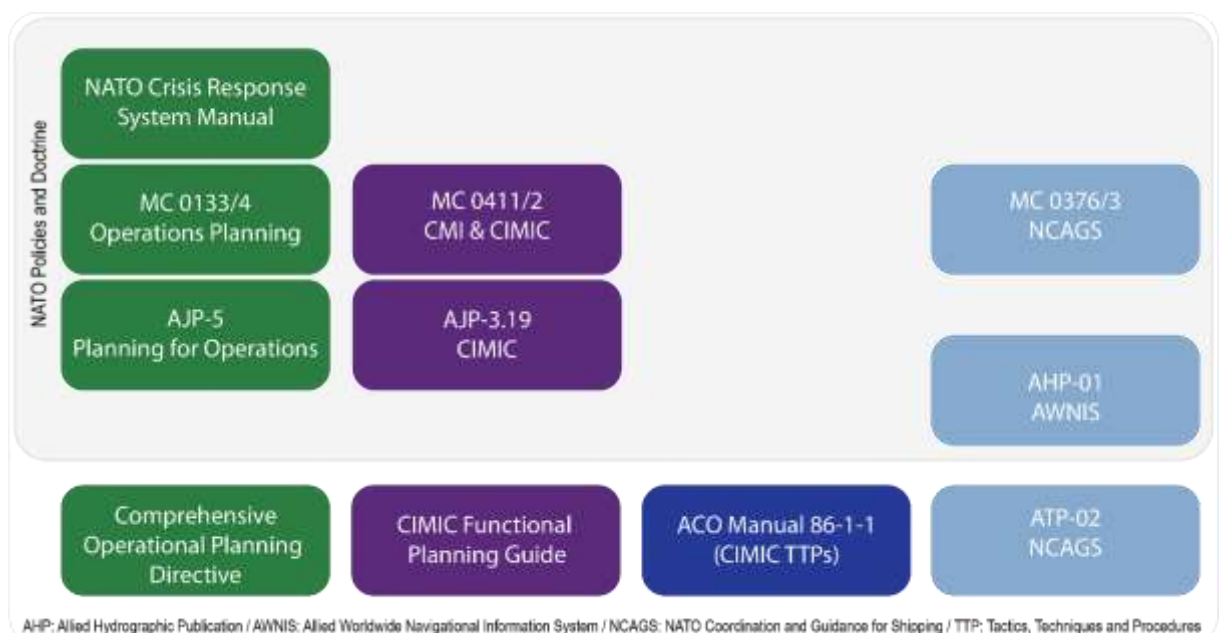 NATO Policies and Doctrine
NATO Crisis Response
System Manual
MC 0133/4
Operations Planning
MC 0411/2
CMI & CIMIC
MC 0376/3
NCAGS
AJP-5
Planning for Operations
AJP-3.19
CIMIC
AHP-01
AWNIS
Comprehensive
Operational Planning
Directive
CIMIC Functional
Planning Guide
ACO Manual 86-1-1
(CIMIC TTPs)
ATP-02
NCAGS
AHP: Allied Hydrographic Publication / AWNIS: Allied Worldwide Navigational Information System / NCAGS: NATO Coordination and Guidance for Shipping / TTP: Tactics, Techniques and Procedures